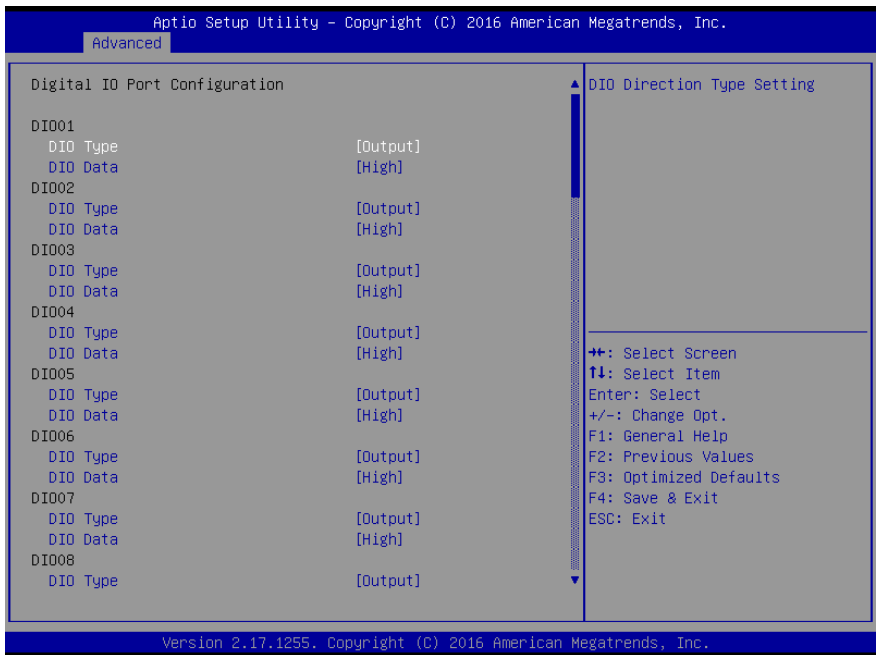 Aptio Setup Utility – Copyright (C) 2016 American Megatrends, Inc.
Advanced
Digital IO Port Configuration
DIO01
DIO Type [Output]
DIO Data [High]
DIO02
DIO Type [Output]
DIO Data [High]
DIO03
DIO Type [Output]
DIO Data [High]
DIO04
DIO Type [Output]
DIO Data [High]
DIO05
DIO Type [Output]
DIO Data [High]
DIO06
DIO Type [Output]
DIO Data [High]
DIO07
DIO Type [Output]
DIO Data [High]
DIO08
DIO Type [Output]
DIO Direction Type Setting
→←: Select Screen
↑↓: Select Item
Enter: Select
+/-: Change Opt.
F1: General Help
F2: Previous Values
F3: Optimized Defaults
F4: Save & Exit
ESC: Exit
Version 2.17.1255. Copyright (C) 2016 American Megatrends, Inc.